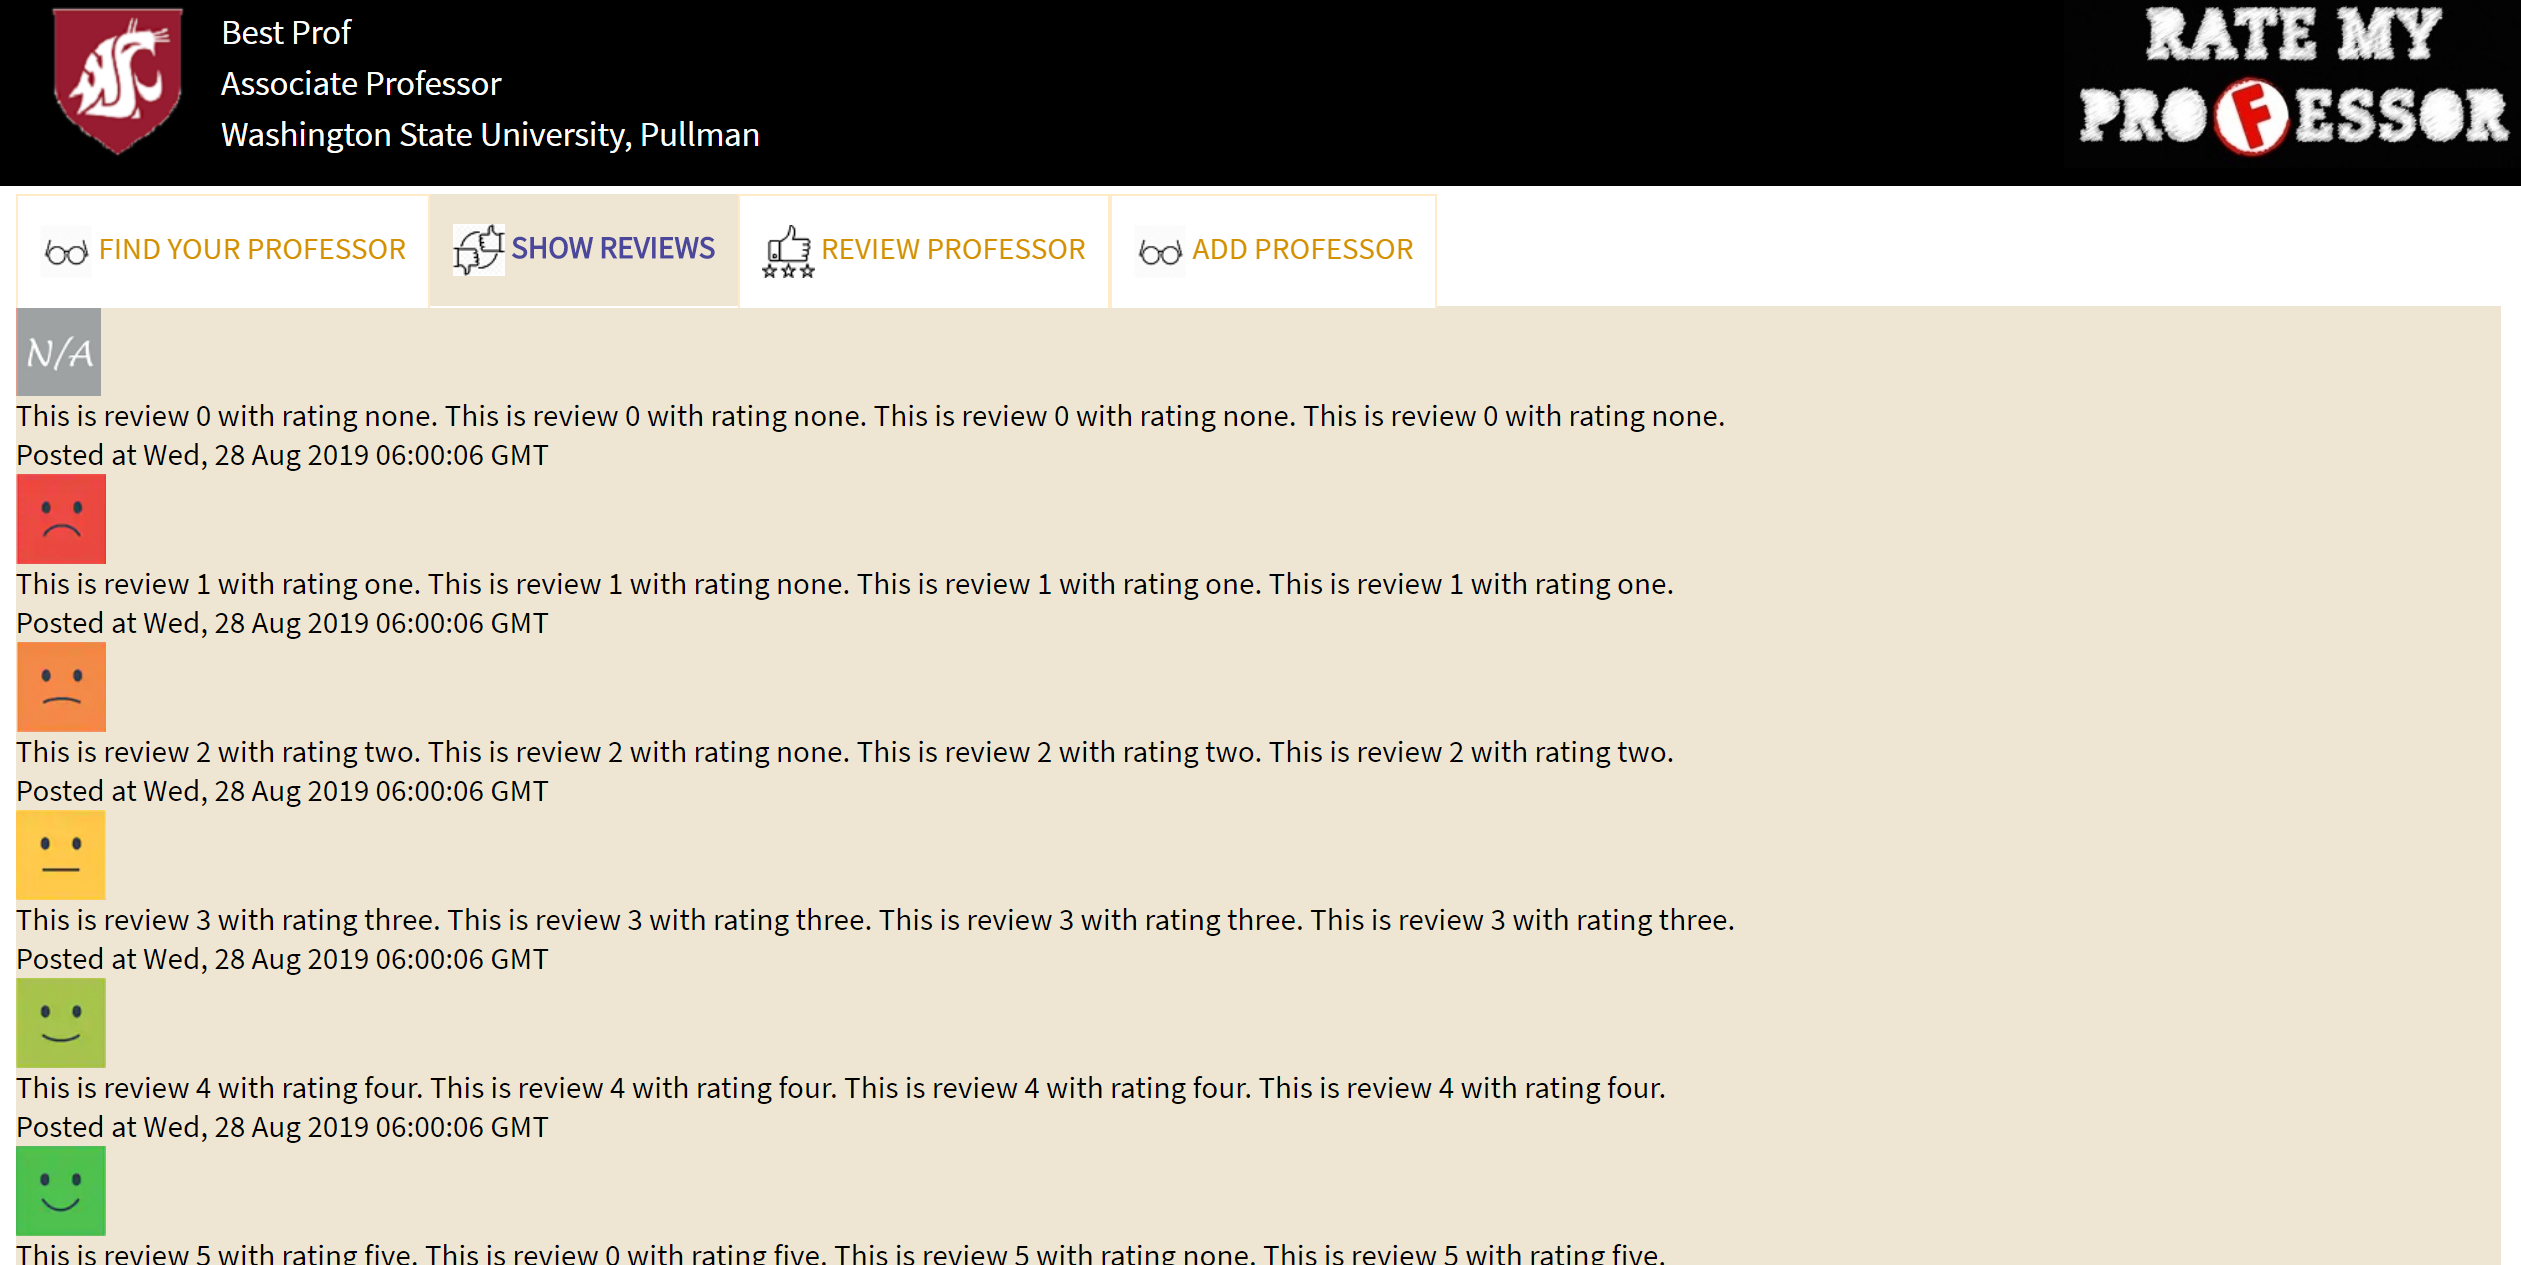 Best Prof
Associate Professor
Washington State University, Pullman
RATE MY
PROFESSOR
FIND YOUR PROFESSOR
SHOW REVIEWS
REVIEW PROFESSOR
ADD PROFESSOR
N/A
This is review 0 with rating none. This is review 0 with rating none. This is review 0 with rating none. This is review 0 with rating none.
Posted at Wed, 28 Aug 2019 06:00:06 GMT
This is review 1 with rating one. This is review 1 with rating none. This is review 1 with rating one. This is review 1 with rating one.
Posted at Wed, 28 Aug 2019 06:00:06 GMT
This is review 2 with rating two. This is review 2 with rating none. This is review 2 with rating two. This is review 2 with rating two.
Posted at Wed, 28 Aug 2019 06:00:06 GMT
This is review 3 with rating three. This is review 3 with rating three. This is review 3 with rating three. This is review 3 with rating three.
Posted at Wed, 28 Aug 2019 06:00:06 GMT
This is review 4 with rating four. This is review 4 with rating four. This is review 4 with rating four. This is review 4 with rating four.
Posted at Wed, 28 Aug 2019 06:00:06 GMT
This is review 5 with rating five. This is review 0 with rating five. This is review 5 with rating none. This is review 5 with rating five.